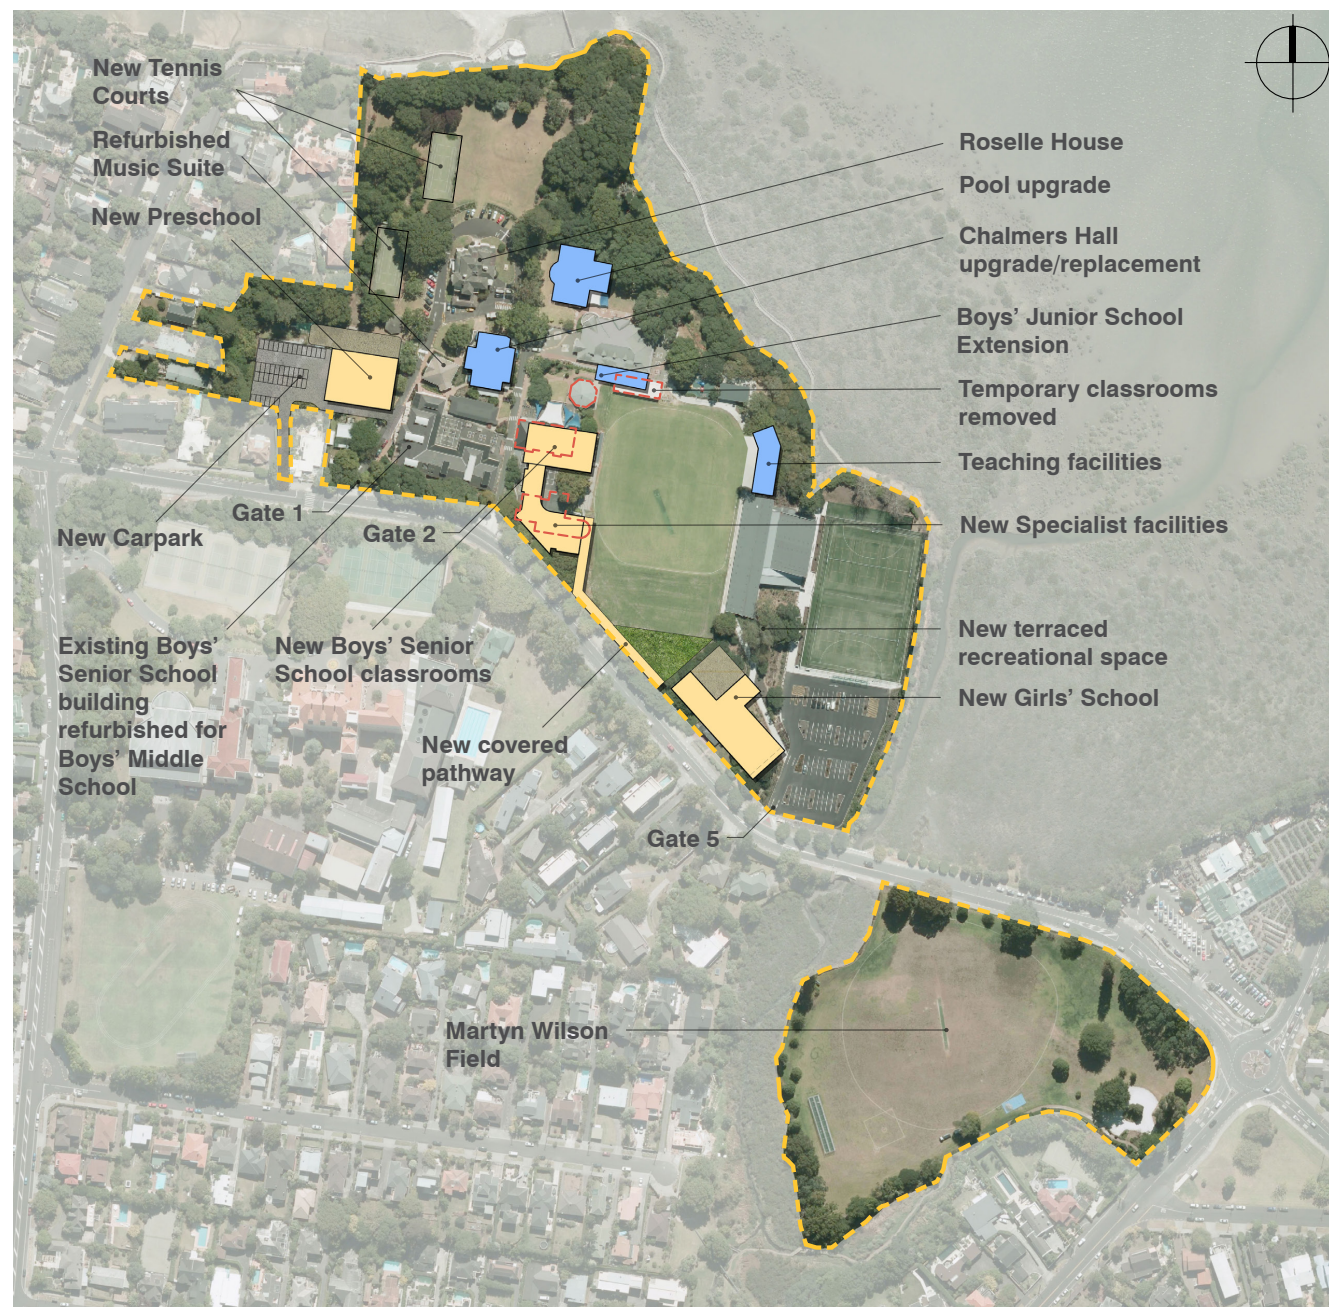 New Tennis
Courts
Refurbished
Music Suite
New Preschool
Roselle House
Pool upgrade
Chalmers Hall
upgrade/replacement
Boys’ Junior School
Extension
Temporary classrooms
removed
Teaching facilities
New Specialist facilities
Gate 1
Gate 2
New Carpark
Existing Boys’
Senior School
building
refurbished for
Boys’ Middle
School
New Boys’ Senior
School classrooms
New covered
pathway
New terraced
recreational space
New Girls’ School
Gate 5
Martyn Wilson
Field